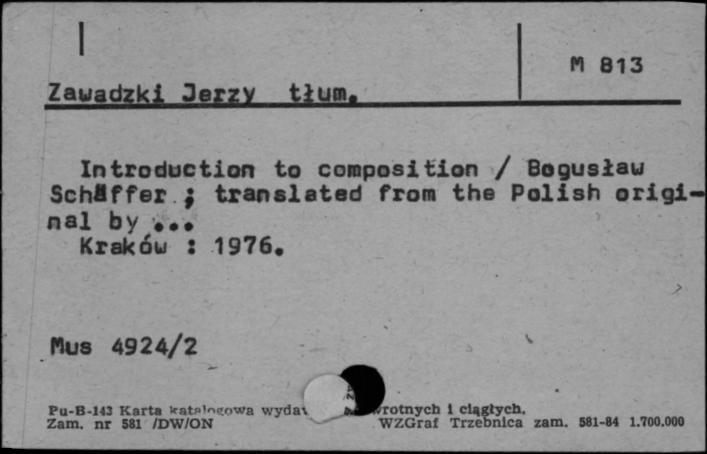 M 813
Zawadzki Jerzy tłum.
Introduction to composition / Bogusław
Schäffer ; translated from the Polish origi-
nal by ...
Kraków : 1976.
Mus 4924/2
Pu-B-143 Karta katalogowa wydaw rotnych i ciągłych.
Zam. nr 581 /DW/ON WZGraf Trzebnica zam. 581-84 1.700.000